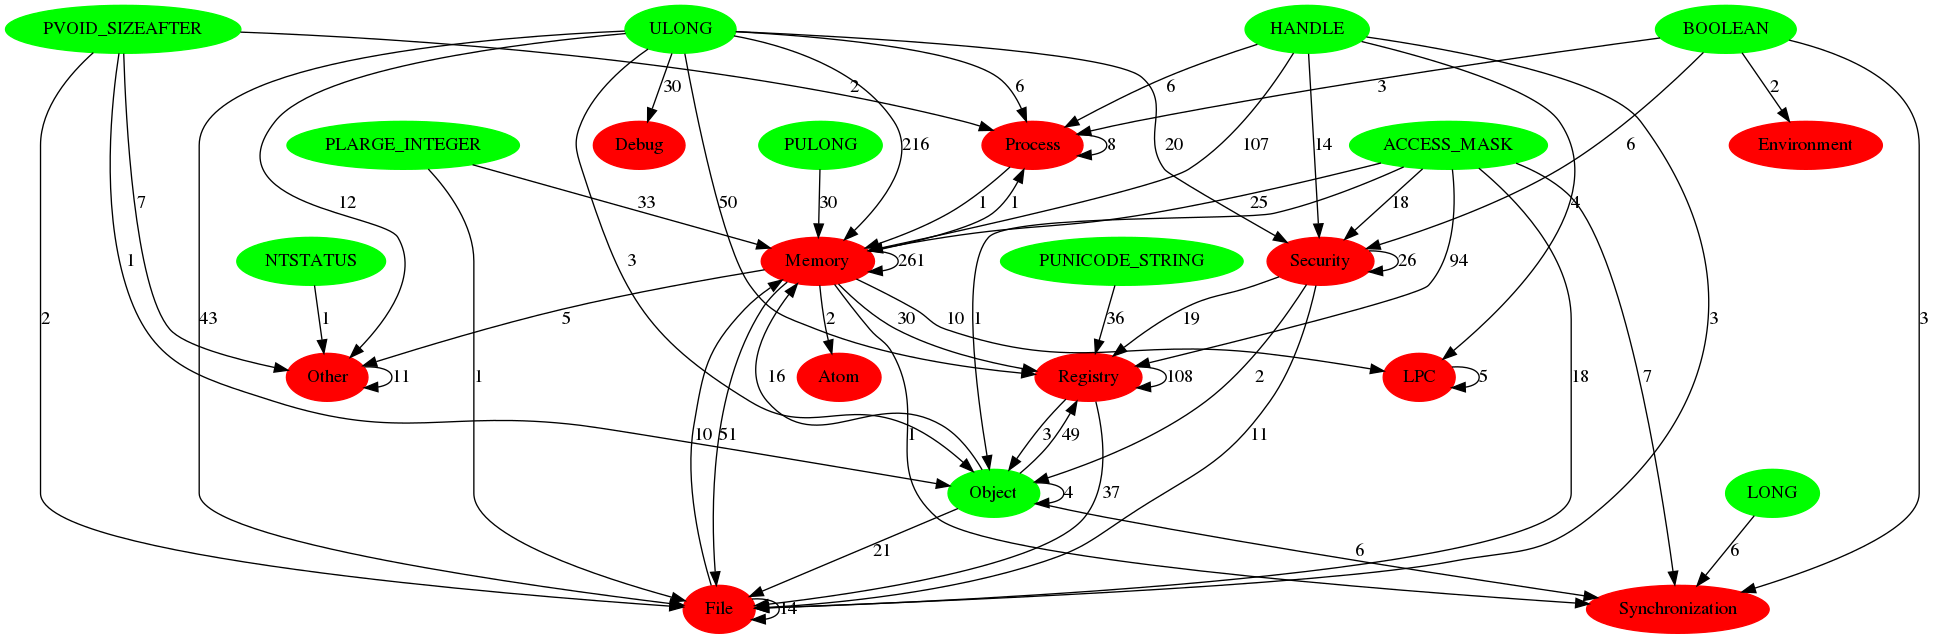 PVOID_SIZEAFTER
ULONG
HANDLE
BOOLEAN
30
2
6
6
3
2
PLARGE_INTEGER
Debug
PULONG
Process
8
ACCESS_MASK
Environment
216
107
20
14
6
1
7
12
33
3
50
30
1
1
25
18
4
NTSTATUS
Memory
261
PUNICODE_STRING
Security
26
94
2
43
1
5
2
30
10
1
36
19
3
3
Other
11
1
16
Atom
Registry
108
2
LPC
5
18
7
10
51
1
3
49
11
Object
4
37
LONG
21
6
6
File
14
Synchronization